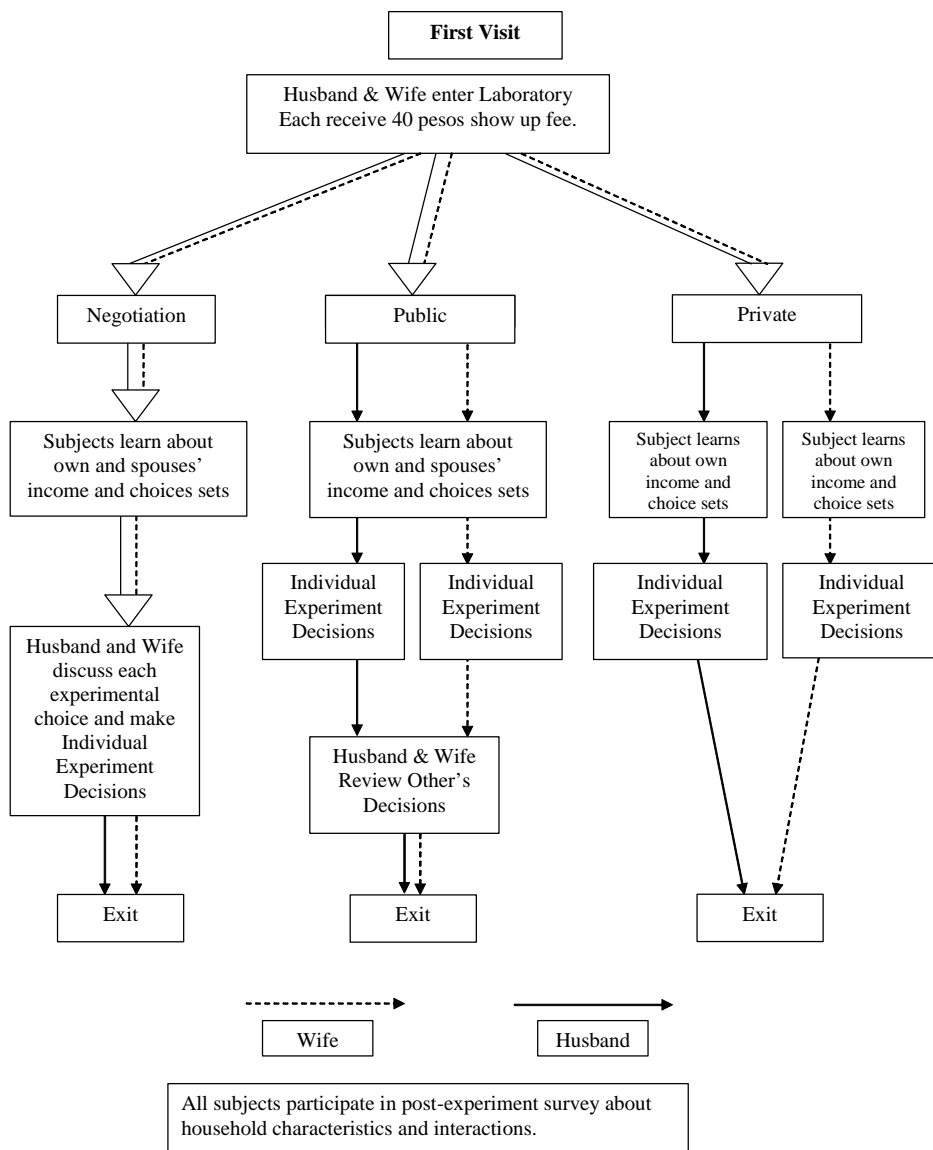 First Visit
Husband & Wife enter Laboratory
Each receive 40 pesos show up fee.
Negotiation
Public
Private
Subjects learn about
own and spouses'
income and choices sets
Subjects learn about
own and spouses'
income and choices sets
Subject learns
about own
income and
choice sets
Subject learns
about own
income and
choice sets
Individual
Experiment
Decisions
Individual
Experiment
Decisions
Individual
Experiment
Decisions
Individual
Experiment
Decisions
Husband and Wife
discuss each
experimental
choice and make
Individual
Experiment
Decisions
Husband & Wife
Review Other's
Decisions
Exit
Exit
Exit
Wife
Husband
All subjects participate in post-experiment survey about
household characteristics and interactions.